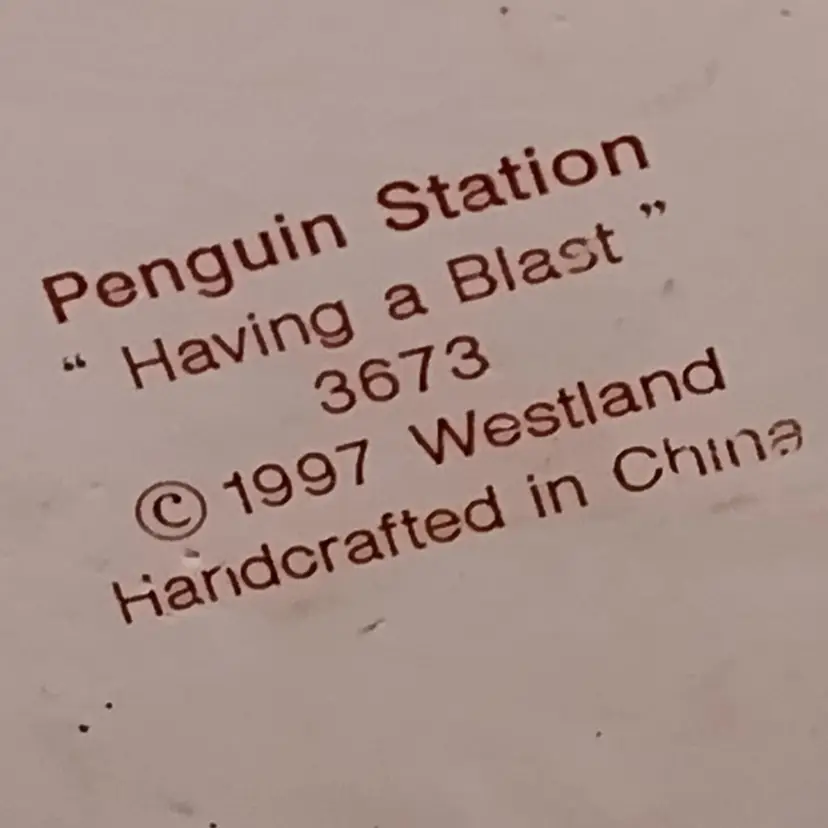 Penguin Station
“ Having a Blast ”
3673
© 1997 Westland
Handcrafted in China